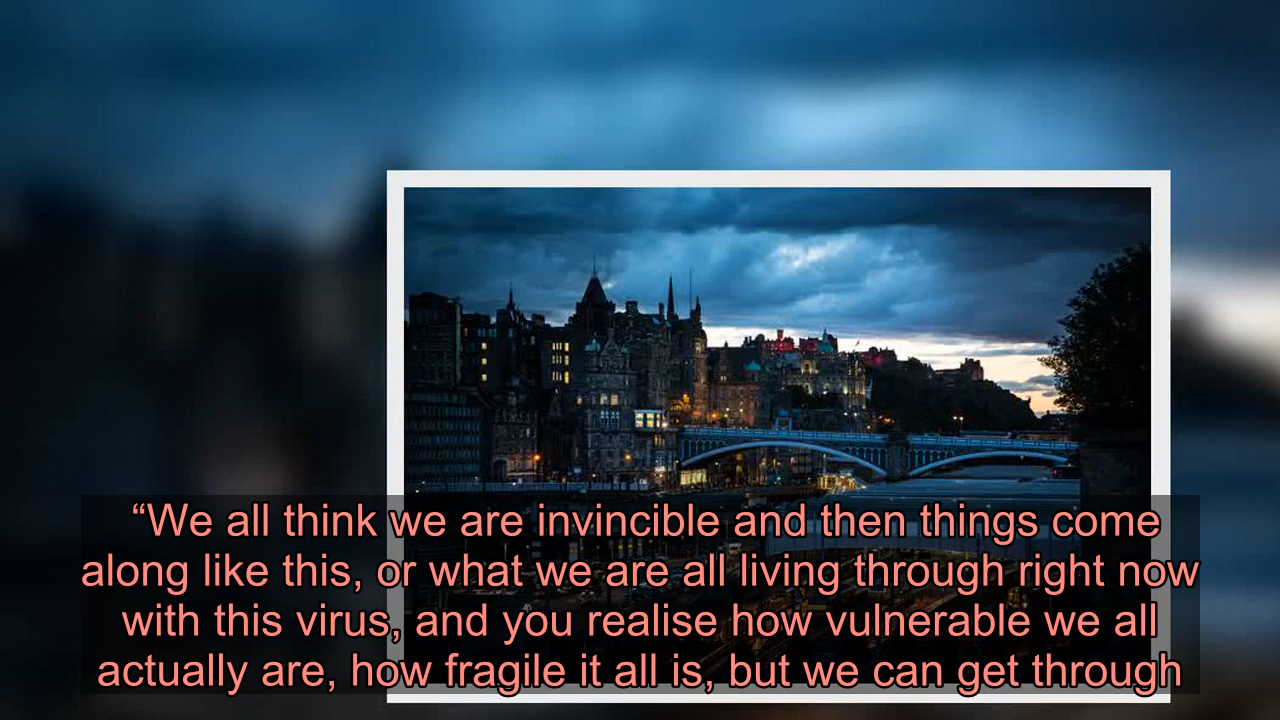 “We all think we are invincible and then things come
along like this, or what we are all living through right now
with this virus, and you realise how vulnerable we all
actually are, how fragile it all is, but we can get through